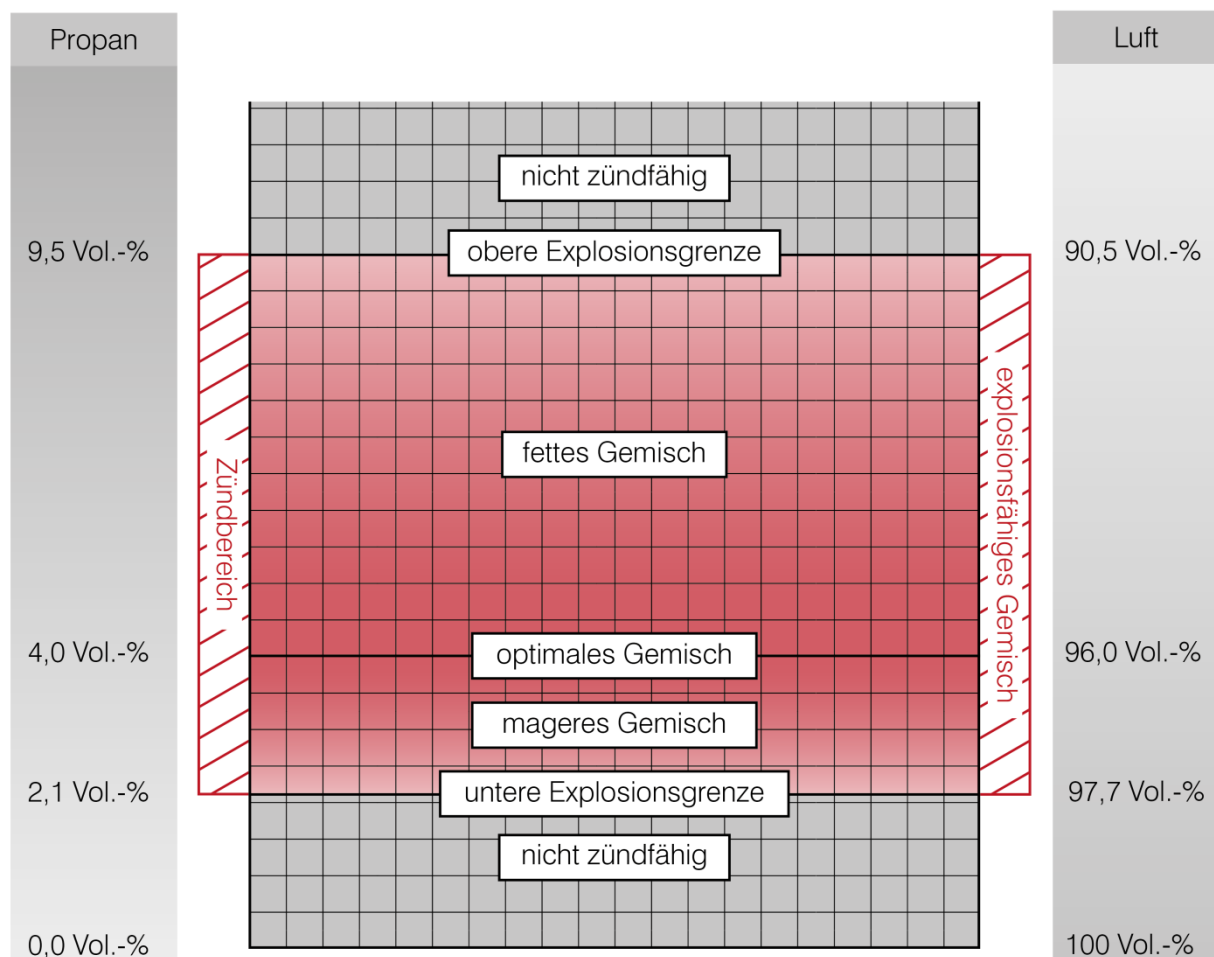 Propan
Luft
nicht zündfähig
9,5 Vol.-%
obere Explosionsgrenze
90,5 Vol.-%
fettes Gemisch
Zündbereich
explosionsfähiges Gemisch
4,0 Vol.-%
optimales Gemisch
96,0 Vol.-%
mageres Gemisch
2,1 Vol.-%
untere Explosionsgrenze
97,7 Vol.-%
nicht zündfähig
0,0 Vol.-%
100 Vol.-%